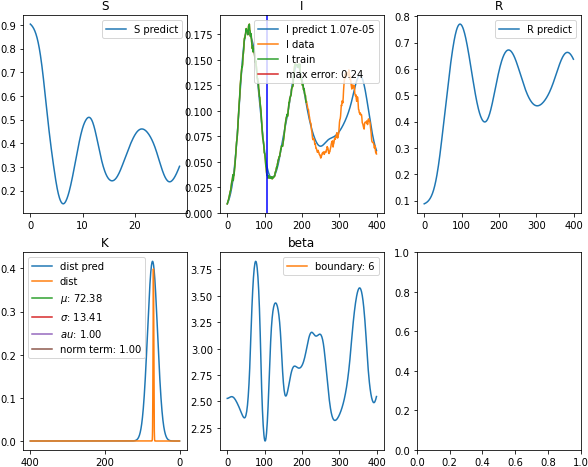 S
I
R
S predict
I predict 1.07e-05
I data
I train
max error: 0.24
R predict
0.9
0.8
0.7
0.6
0.5
0.4
0.3
0.2
0 10 20
0.175
0.150
0.125
0.100
0.075
0.050
0.025
0.000
0 100 200 300 400
0.8
0.7
0.6
0.5
0.4
0.3
0.2
0.1
0 100 200 300 400
K
beta
dist pred
dist
μ: 72.38
σ: 13.41
au: 1.00
norm term: 1.00
0.4
0.3
0.2
0.1
0.0
400 200 0
boundary: 6
3.75
3.50
3.25
3.00
2.75
2.50
2.25
0 100 200 300 400
1.0
0.8
0.6
0.4
0.2
0.0
0.0 0.2 0.4 0.6 0.8 1.0